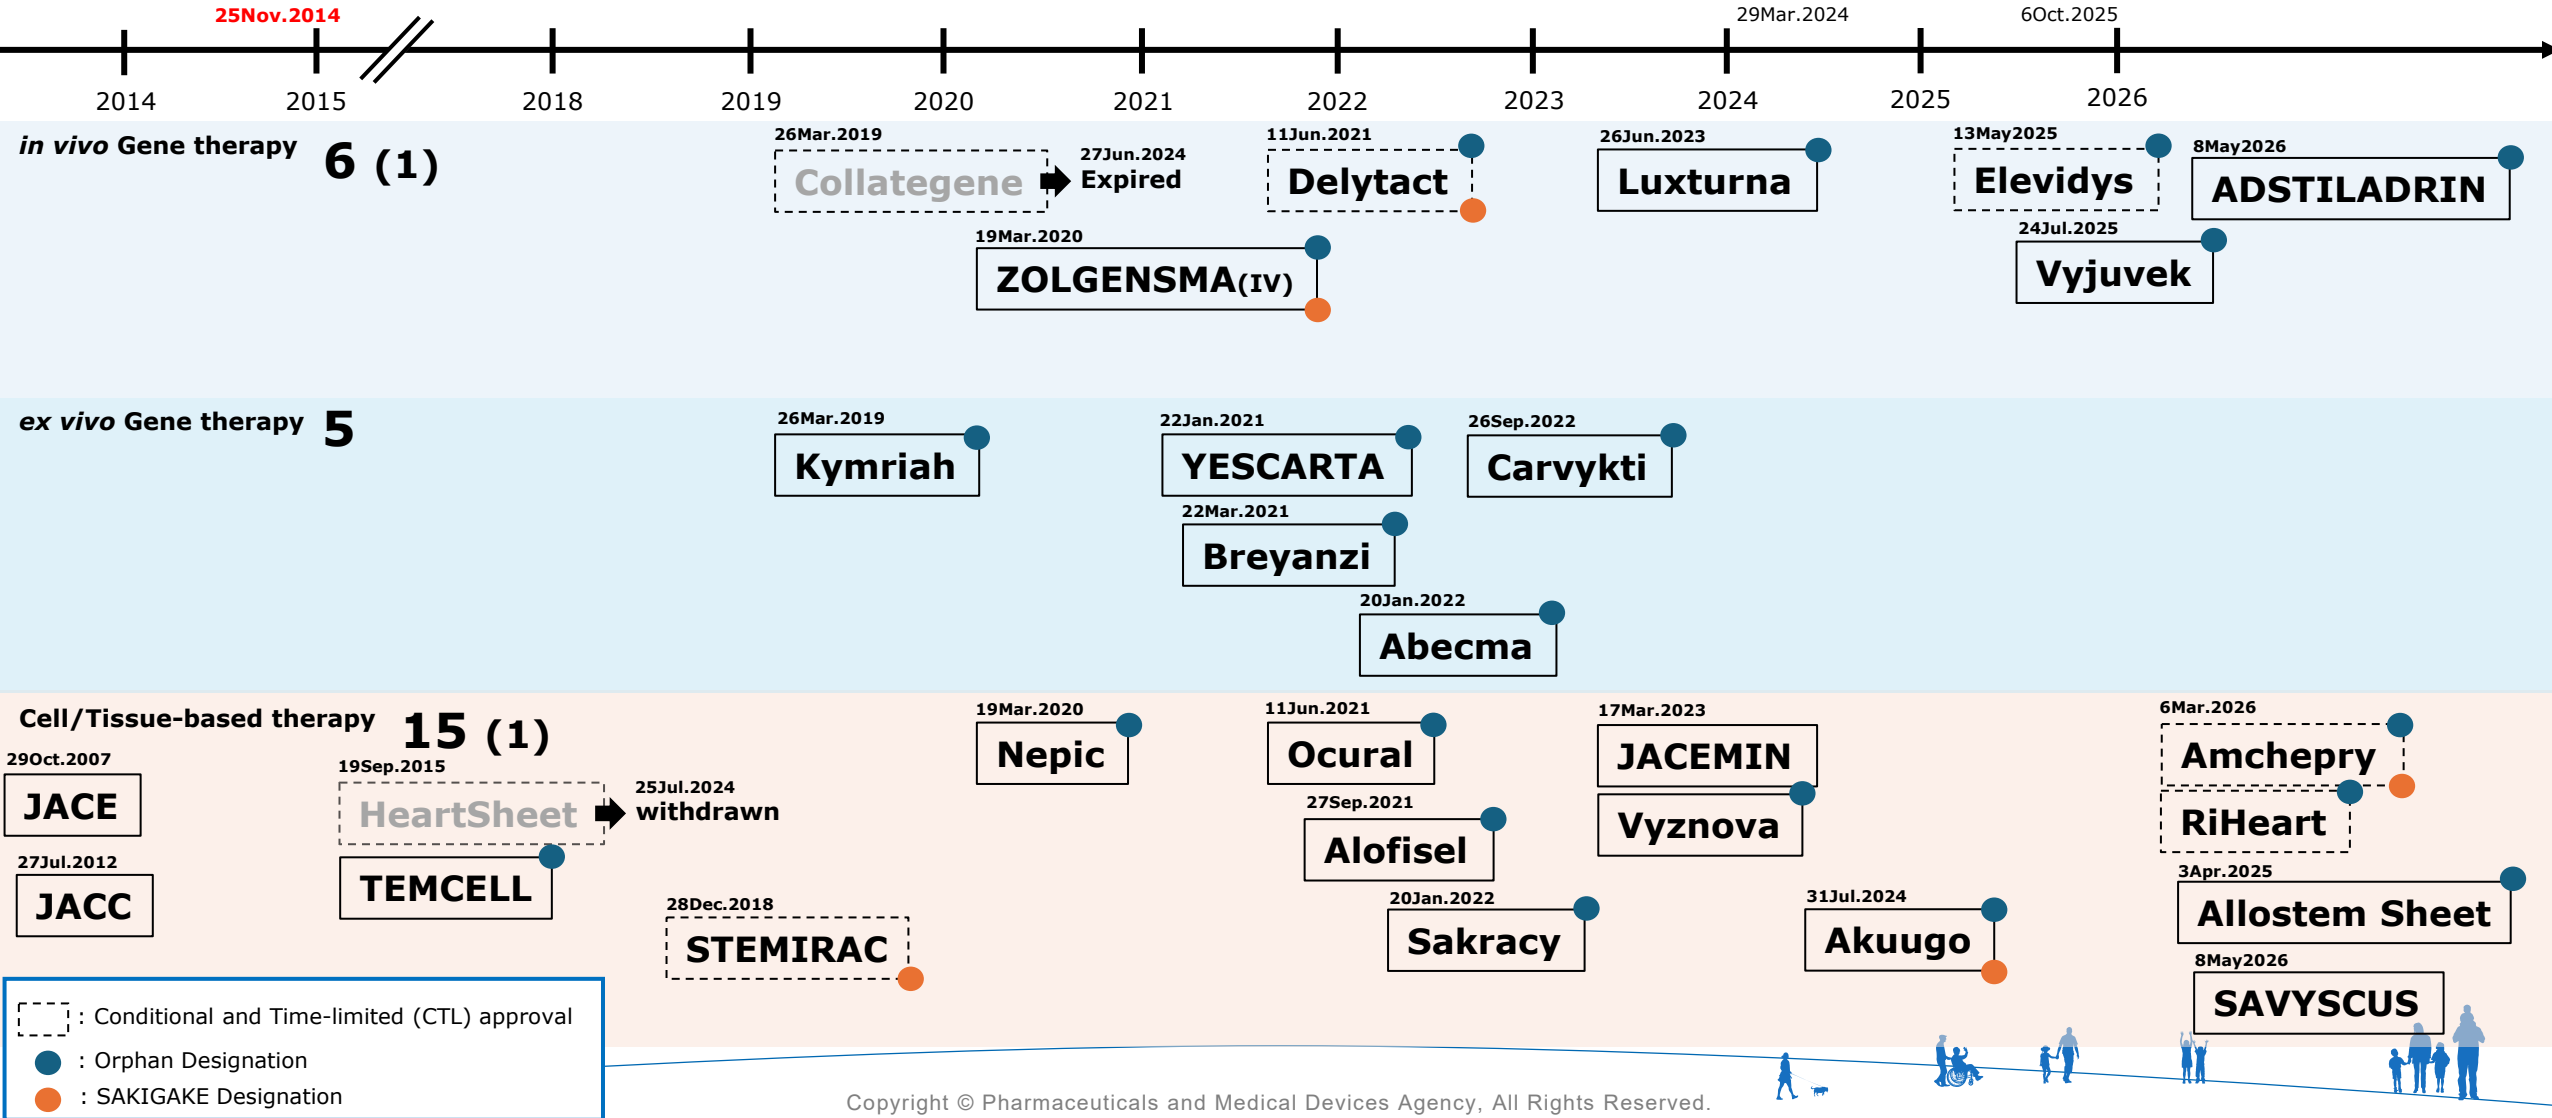 25Nov.2014
29Mar.2024
6Oct.2025
2014
2015
2018
2019
2020
2021
2022
2023
2024
2025
2026
in vivo Gene therapy 6 (1)
26Mar.2019
Collategene
27Jun.2024
Expired
11Jun.2021
Delytact
26Jun.2023
Luxturna
13May2025
Elevidys
8May2026
ADSTILADRIN
19Mar.2020
ZOLGENSMA(IV)
24Jul.2025
Vyjuvek
ex vivo Gene therapy 5
26Mar.2019
Kymriah
22Jan.2021
YESCARTA
26Sep.2022
Carvykti
22Mar.2021
Breyanzi
20Jan.2022
Abecma
Cell/Tissue-based therapy 15 (1)
29Oct.2007
JACE
19Sep.2015
HeartSheet
25Jul.2024
withdrawn
19Mar.2020
Nepic
11Jun.2021
Ocural
17Mar.2023
JACEMIN
6Mar.2026
Amchepry
27Jul.2012
JACC
TEMCELL
27Sep.2021
Alofisel
Vyznova
RiHeart
28Dec.2018
STEMIRAC
20Jan.2022
Sakracy
31Jul.2024
Akuugo
3Apr.2025
Allostem Sheet
8May2026
SAVYSCUS
: Conditional and Time-limited (CTL) approval
: Orphan Designation
: SAKIGAKE Designation
Copyright © Pharmaceuticals and Medical Devices Agency, All Rights Reserved.